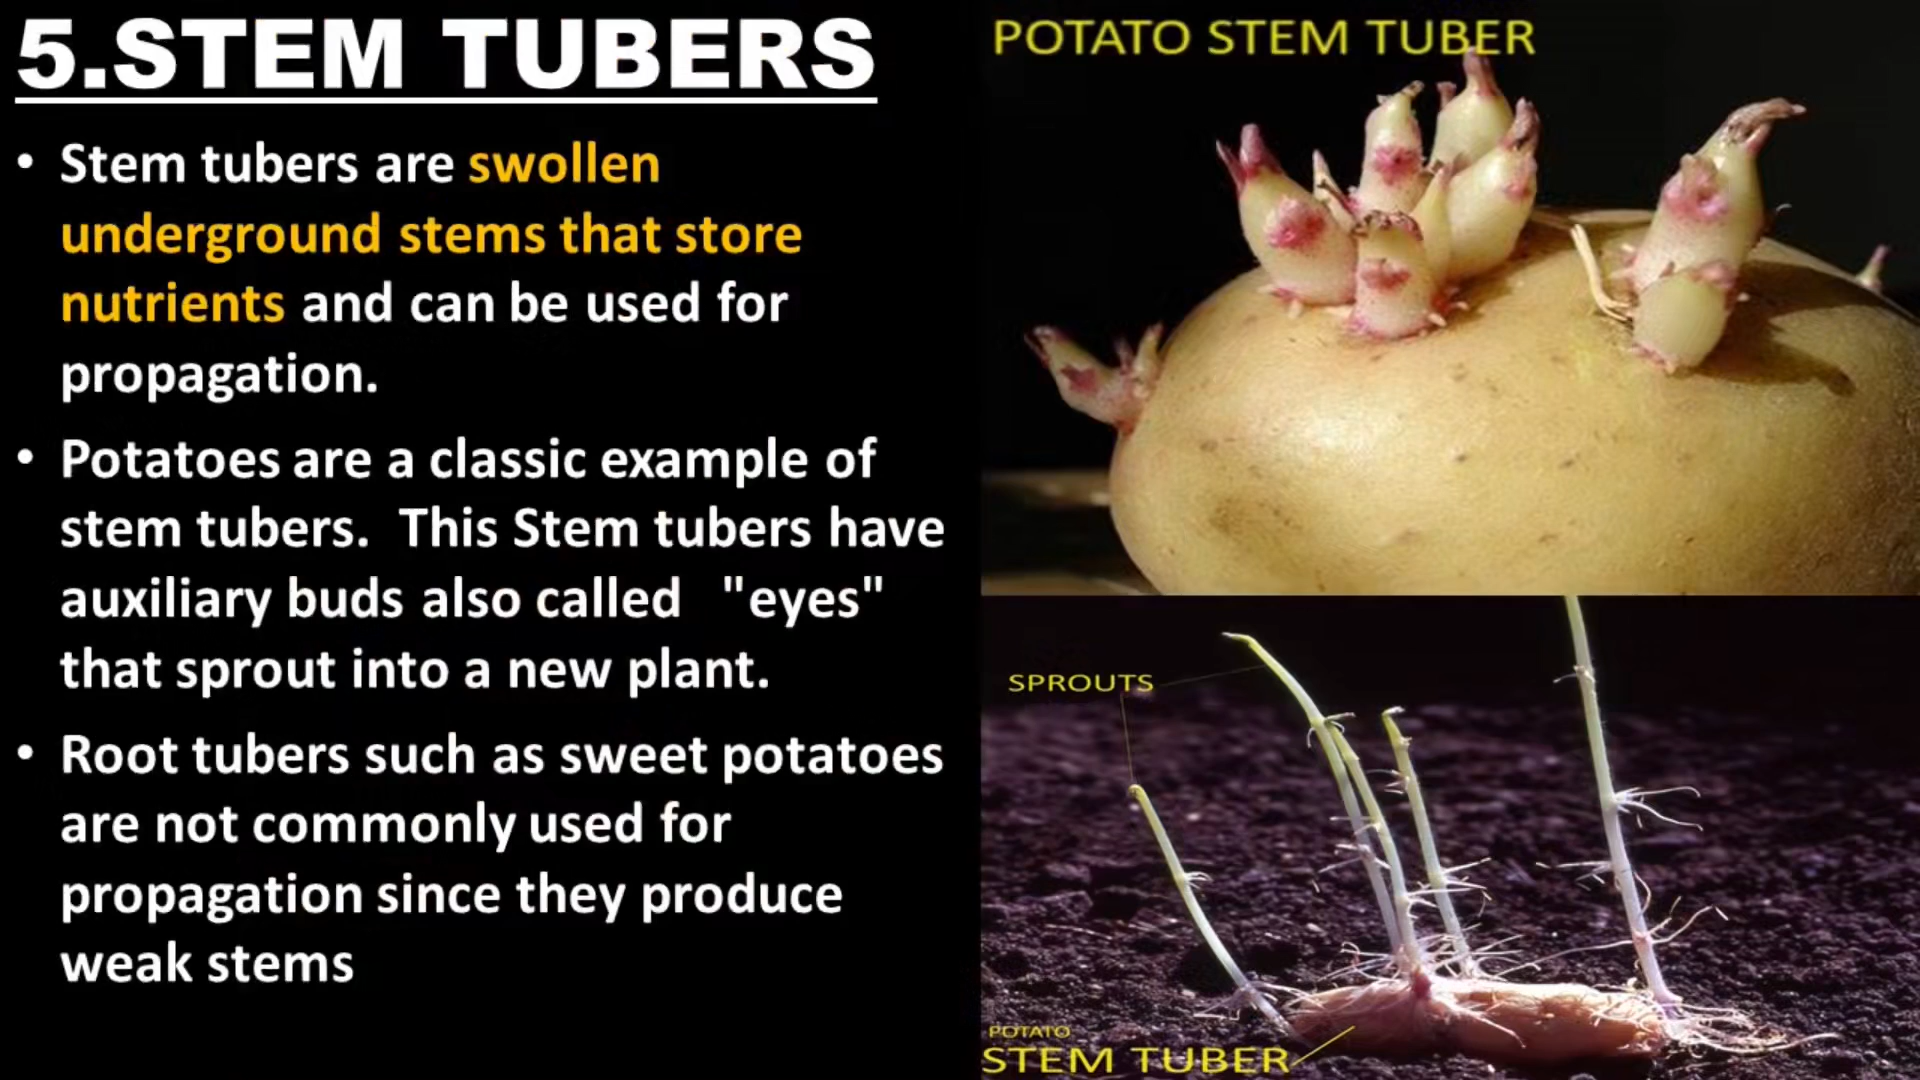 5.STEM TUBERS
• Stem tubers are swollen
underground stems that store
nutrients and can be used for
propagation.
• Potatoes are a classic example of
stem tubers.  This Stem tubers have
auxiliary buds also called   "eyes"
that sprout into a new plant.
• Root tubers such as sweet potatoes
are not commonly used for
propagation since they produce
weak stems
POTATO STEM TUBER
SPROUTS
POTATO
STEM TUBER